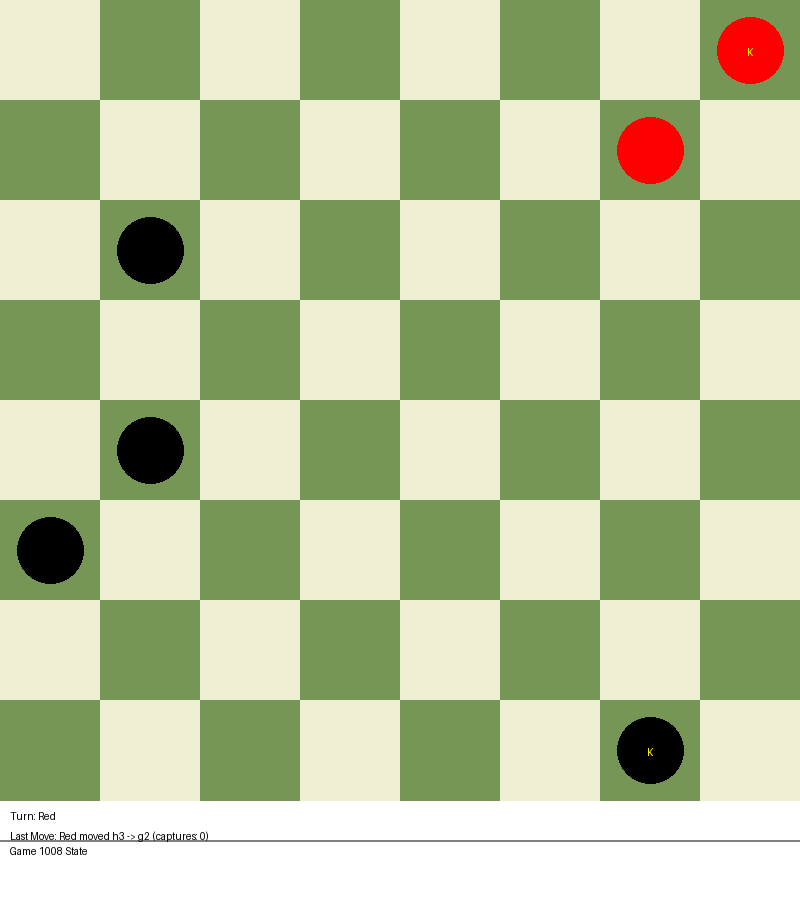 K
K
Turn: Red
Last Move: Red moved h3 -> g2 (captures: 0)
Game 1008 State